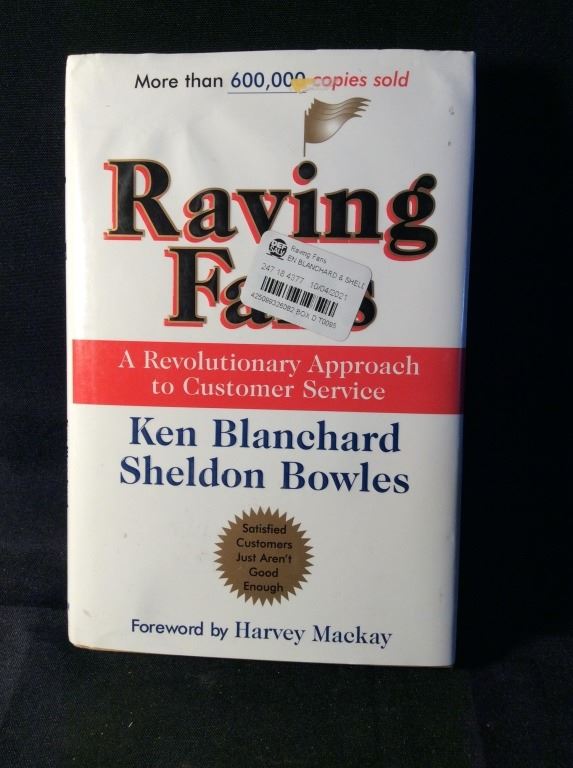 More than 600,000 copies sold
Raving
Raving Fans
EN BLANCHARD & SHELL
247 18 4377 10/04/2021
Fans
A Revolutionary Approach
to Customer Service
Ken Blanchard
Sheldon Bowles
Satisfied
Customers
Just Aren't
Good
Enough
Foreword by Harvey Mackay